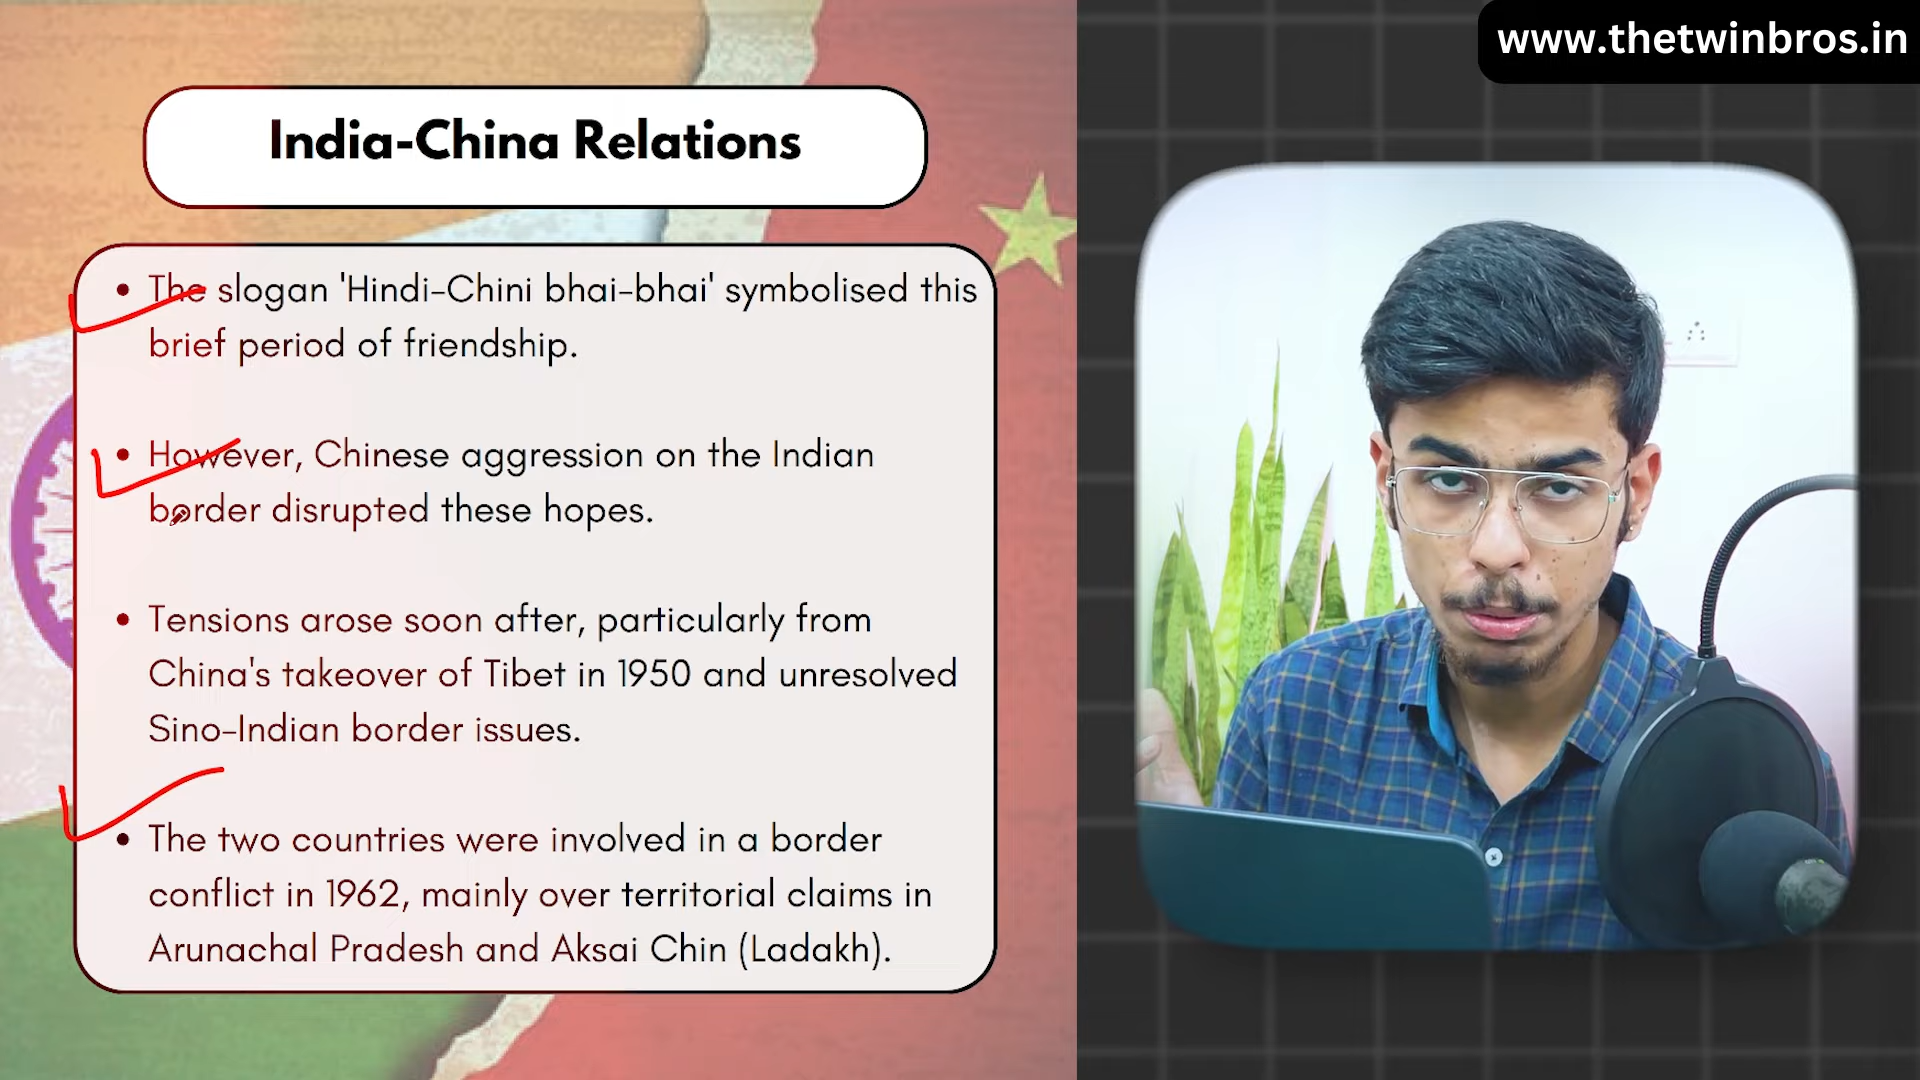 www.thetwinbros.in
India-China Relations
• The slogan 'Hindi-Chini bhai-bhai' symbolised this
brief period of friendship.
• However, Chinese aggression on the Indian
border disrupted these hopes.
• Tensions arose soon after, particularly from
China's takeover of Tibet in 1950 and unresolved
Sino-Indian border issues.
• The two countries were involved in a border
conflict in 1962, mainly over territorial claims in
Arunachal Pradesh and Aksai Chin (Ladakh).